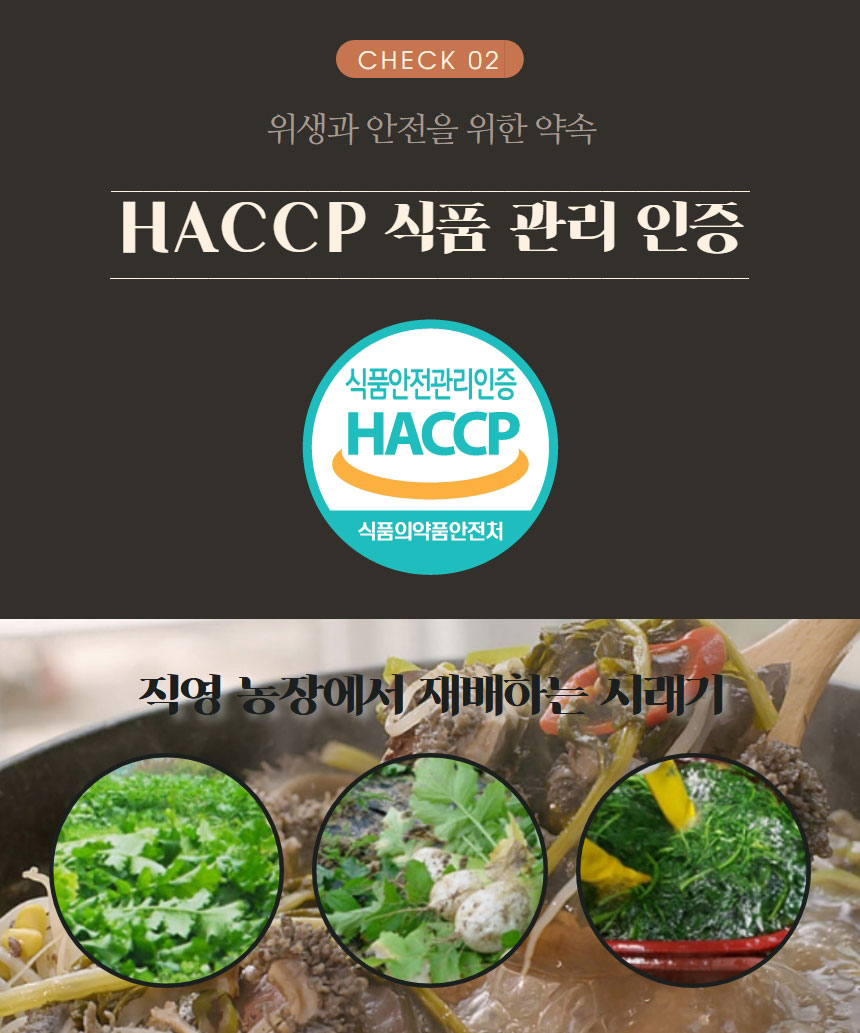 CHECK 02
위생과 안전을 위한 약속
HACCP 식품 관리 인증
식품안전관리인증
HACCP
식품의약품안전처
직영 농장에서 재배하는 시래기